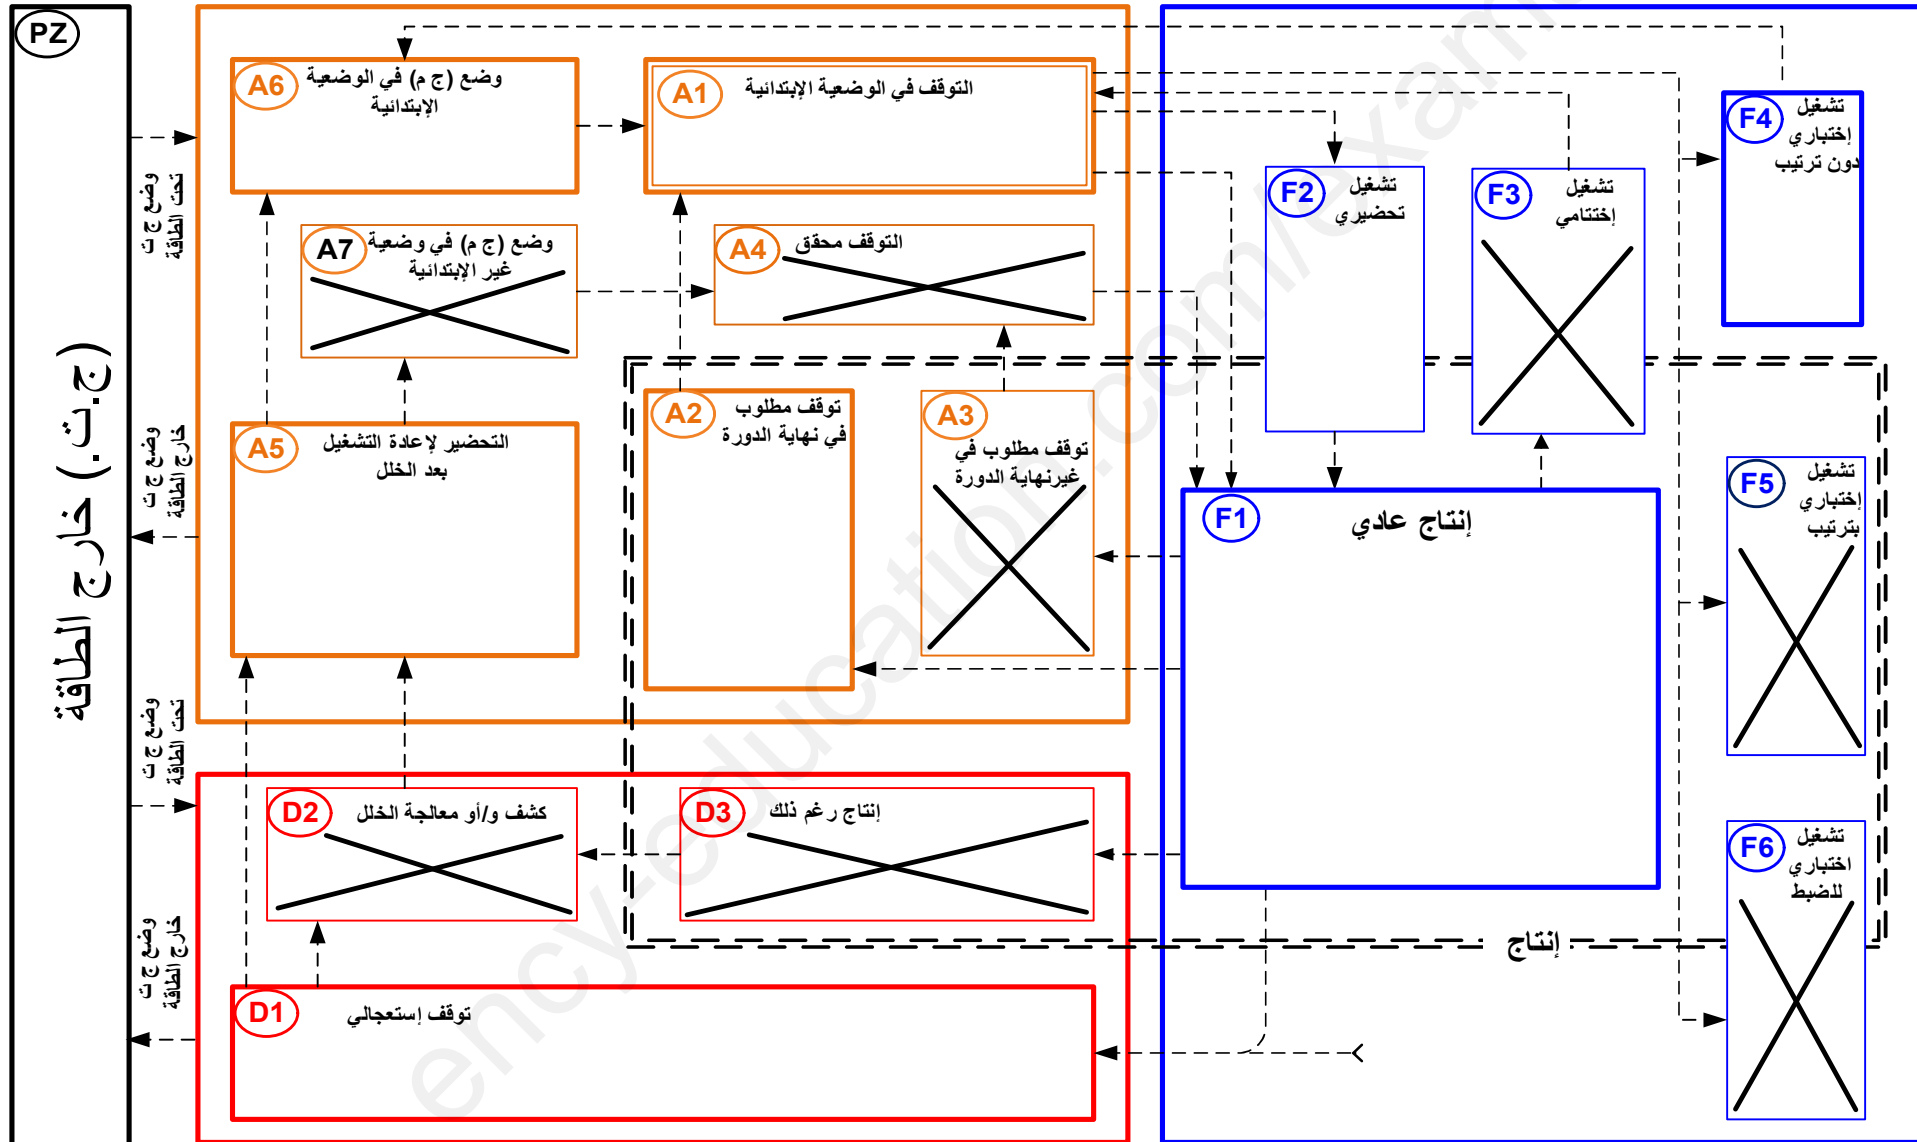 PZ
(ج.ت.) خارج الطاقة
وضع ج ت
تحت الطاقة
وضع ج ت
خارج الطاقة
وضع ج ت
تحت الطاقة
وضع ج ت
خارج الطاقة
A6
وضع (ج م) في الوضعية
الإبتدائية
A1
التوقف في الوضعية الإبتدائية
A7
وضع (ج م) في وضعية
غير الإبتدائية
A4
التوقف محقق
A5
التحضير لإعادة التشغيل
بعد الخلل
A2
توقف مطلوب
في نهاية الدورة
A3
توقف مطلوب في
غيرنهاية الدورة
D2
كشف و/أو معالجة الخلل
D3
إنتاج رغم ذلك
D1
توقف إستعجالي
F2
تشغيل
تحضيري
F3
تشغيل
إختتامي
F4
تشغيل
إختباري
دون ترتيب
F1
إنتاج عادي
F5
تشغيل
إختباري
بترتيب
F6
تشغيل
اختباري
للضبط
إنتاج
ency-education.com/exams